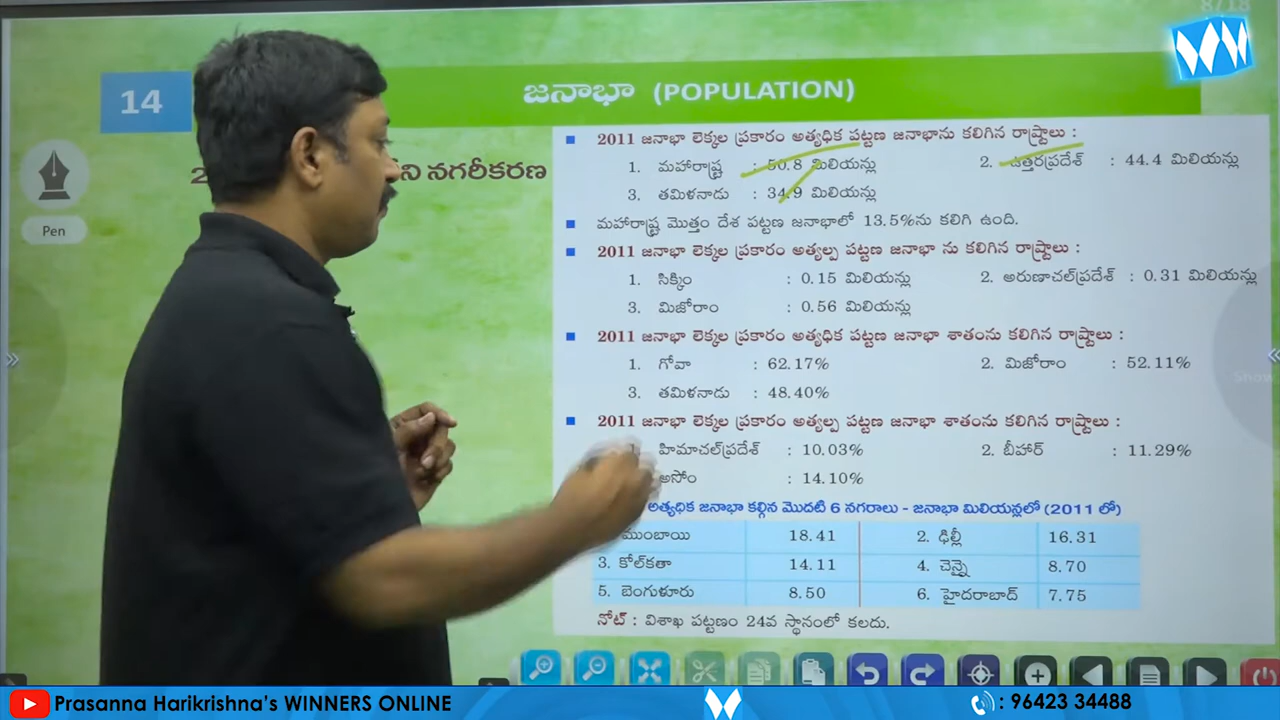 8/18
14
జనాభా (POPULATION)
2011 జనాభా లెక్కల ప్రకారం అత్యధిక పట్టణ జనాభాను కలిగిన రాష్ట్రాలు :
1. మహారాష్ట్ర : 50.8 మిలియన్లు 2. ఉత్తరప్రదేశ్ : 44.4 మిలియన్లు
ని నగరీకరణ
3. తమిళనాడు : 34.9 మిలియన్లు
Pen
మహారాష్ట్ర మొత్తం దేశ పట్టణ జనాభాలో 13.5%ను కలిగి ఉంది.
2011 జనాభా లెక్కల ప్రకారం అత్యల్ప పట్టణ జనాభా ను కలిగిన రాష్ట్రాలు :
1. సిక్కిం : 0.15 మిలియన్లు 2. అరుణాచల్‌ప్రదేశ్ : 0.31 మిలియన్లు
3. మిజోరాం : 0.56 మిలియన్లు
2011 జనాభా లెక్కల ప్రకారం అత్యధిక పట్టణ జనాభా శాతంను కలిగిన రాష్ట్రాలు :
1. గోవా : 62.17% 2. మిజోరాం : 52.11%
Show
3. తమిళనాడు : 48.40%
2011 జనాభా లెక్కల ప్రకారం అత్యల్ప పట్టణ జనాభా శాతంను కలిగిన రాష్ట్రాలు :
1. హిమాచల్‌ప్రదేశ్ : 10.03% 2. బీహార్ : 11.29%
అసోం : 14.10%
అత్యధిక జనాభా కల్గిన మొదటి 6 నగరాలు - జనాభా మిలియన్లలో (2011 లో)
ముంబాయి 18.41 2. ఢిల్లీ 16.31
3. కోల్‌కతా 14.11 4. చెన్నై 8.70
5. బెంగుళూరు 8.50 6. హైదరాబాద్ 7.75
నోట్ : విశాఖ పట్టణం 24వ స్థానంలో కలదు.
Prasanna Harikrishna's WINNERS ONLINE : 96423 34488